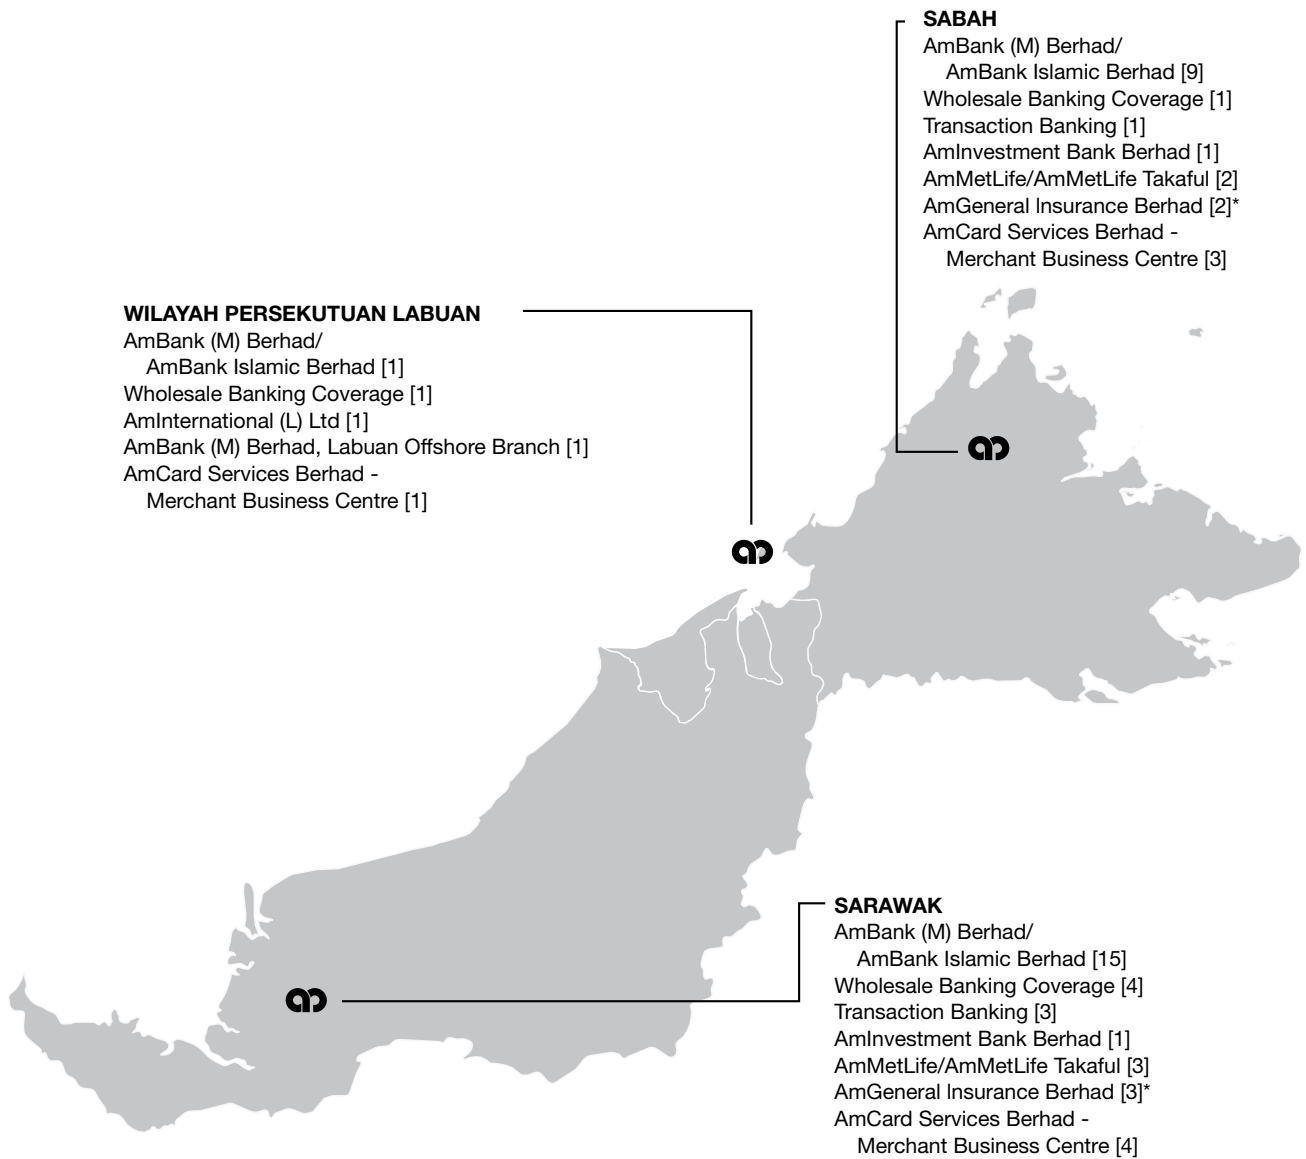 SABAH
AmBank (M) Berhad/
AmBank Islamic Berhad [9]
Wholesale Banking Coverage [1]
Transaction Banking [1]
AmInvestment Bank Berhad [1]
AmMetLife/AmMetLife Takaful [2]
AmGeneral Insurance Berhad [2]*
AmCard Services Berhad -
Merchant Business Centre [3]
WILAYAH PERSEKUTUAN LABUAN
AmBank (M) Berhad/
AmBank Islamic Berhad [1]
Wholesale Banking Coverage [1]
AmInternational (L) Ltd [1]
AmBank (M) Berhad, Labuan Offshore Branch [1]
AmCard Services Berhad -
Merchant Business Centre [1]
SARAWAK
AmBank (M) Berhad/
AmBank Islamic Berhad [15]
Wholesale Banking Coverage [4]
Transaction Banking [3]
AmInvestment Bank Berhad [1]
AmMetLife/AmMetLife Takaful [3]
AmGeneral Insurance Berhad [3]*
AmCard Services Berhad -
Merchant Business Centre [4]